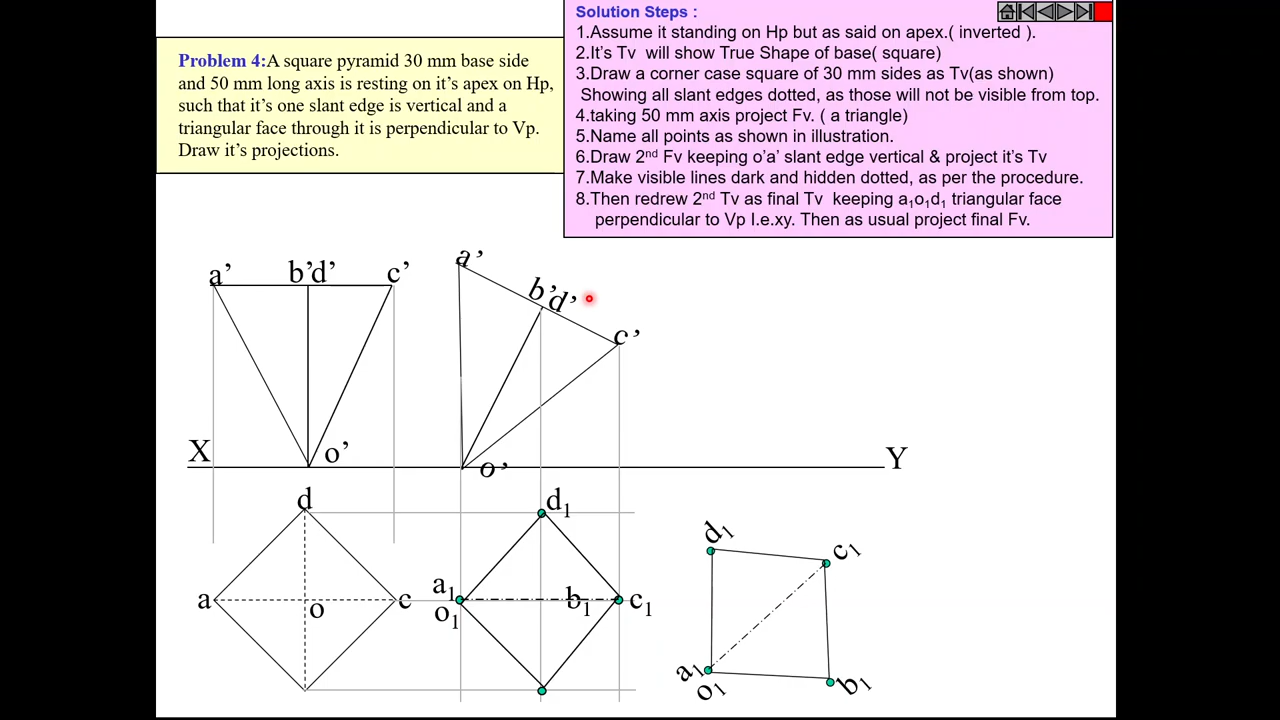 Problem 4:A square pyramid 30 mm base side
and 50 mm long axis is resting on it's apex on Hp,
such that it's one slant edge is vertical and a
triangular face through it is perpendicular to Vp.
Draw it's projections.
Solution Steps :
1.Assume it standing on Hp but as said on apex.( inverted ).
2.It's Tv will show True Shape of base( square)
3.Draw a corner case square of 30 mm sides as Tv(as shown)
Showing all slant edges dotted, as those will not be visible from top.
4.taking 50 mm axis project Fv. ( a triangle)
5.Name all points as shown in illustration.
6.Draw 2nd Fv keeping o'a' slant edge vertical & project it's Tv
7.Make visible lines dark and hidden dotted, as per the procedure.
8.Then redrew 2nd Tv as final Tv keeping a1o1d1 triangular face
perpendicular to Vp I.e.xy. Then as usual project final Fv.
a' b'd' c'
a' b'd' c'
X o' o' Y
d d1
d1 c1
a o c a1 o1 b1 c1
a1 o1 b1